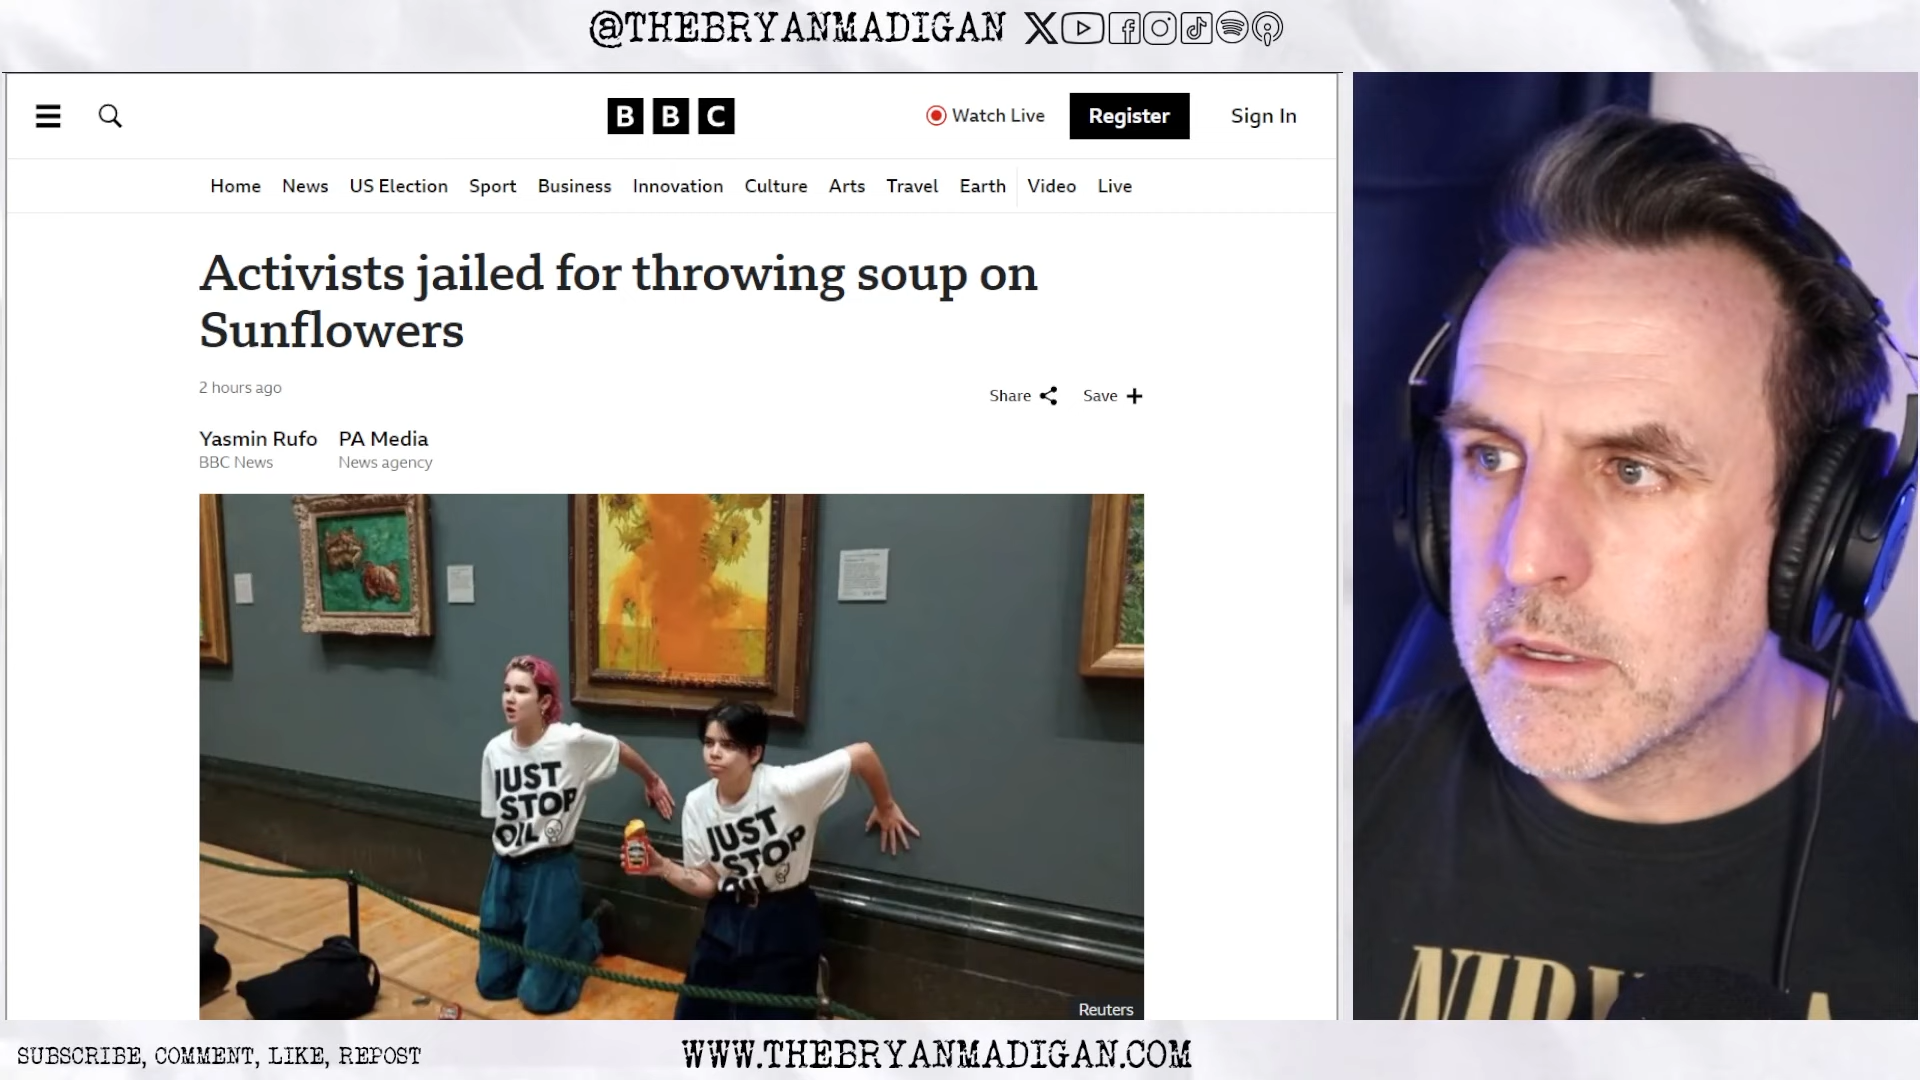 @THEBRYANMADIGAN
BBC
Watch Live
Register
Sign In
Home News US Election Sport Business Innovation Culture Arts Travel Earth Video Live
Activists jailed for throwing soup on
Sunflowers
2 hours ago
Share
Save
Yasmin Rufo PA Media
BBC News News agency
JUST
STOP
OIL
JUST
STOP
OIL
Reuters
SUBSCRIBE, COMMENT, LIKE, REPOST
WWW.THEBRYANMADIGAN.COM